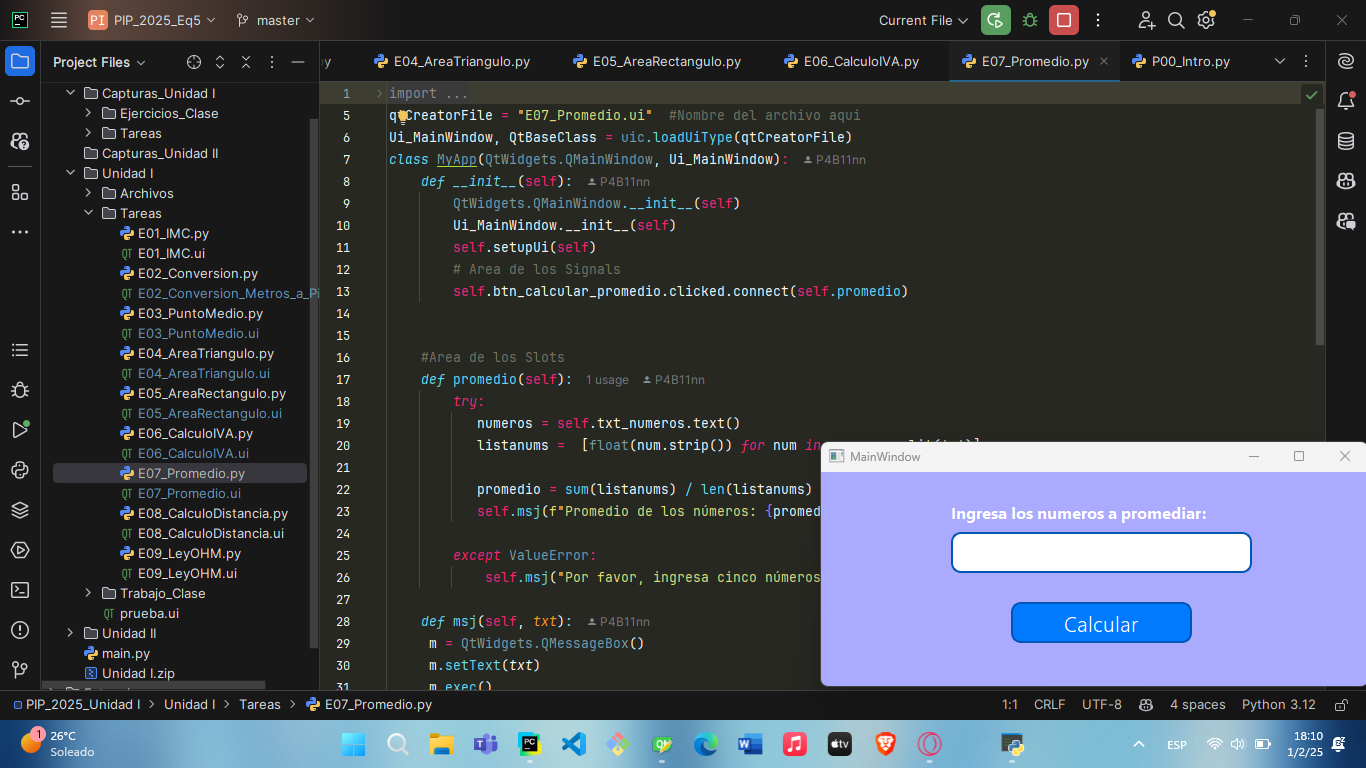 PC
PI PIP_2025_Eq5
master
Current File
Project Files
y
E04_AreaTriangulo.py
E05_AreaRectangulo.py
E06_CalculoIVA.py
E07_Promedio.py
P00_Intro.py
Capturas_Unidad I
Ejercicios_Clase
Tareas
Capturas_Unidad II
Unidad I
Archivos
Tareas
E01_IMC.py
E01_IMC.ui
E02_Conversion.py
E02_Conversion_Metros_a_Pi
E03_PuntoMedio.py
E03_PuntoMedio.ui
E04_AreaTriangulo.py
E04_AreaTriangulo.ui
E05_AreaRectangulo.py
E05_AreaRectangulo.ui
E06_CalculoIVA.py
E06_CalculoIVA.ui
E07_Promedio.py
E07_Promedio.ui
E08_CalculoDistancia.py
E08_CalculoDistancia.ui
E09_LeyOHM.py
E09_LeyOHM.ui
Trabajo_Clase
prueba.ui
Unidad II
main.py
Unidad I.zip
1 import ...
5 qtCreatorFile = "E07_Promedio.ui"  #Nombre del archivo aqui
6 Ui_MainWindow, QtBaseClass = uic.loadUiType(qtCreatorFile)
7 class MyApp(QtWidgets.QMainWindow, Ui_MainWindow): P4B11nn
8 def __init__(self): P4B11nn
9 QtWidgets.QMainWindow.__init__(self)
10 Ui_MainWindow.__init__(self)
11 self.setupUi(self)
12 # Area de los Signals
13 self.btn_calcular_promedio.clicked.connect(self.promedio)
14
15
16 #Area de los Slots
17 def promedio(self): 1 usage P4B11nn
18 try:
19 numeros = self.txt_numeros.text()
20 listanums =  [float(num.strip()) for num in
21
22 promedio = sum(listanums) / len(listanums)
23 self.msj(f"Promedio de los números: {promed
24
25 except ValueError:
26 self.msj("Por favor, ingresa cinco números
27
28 def msj(self, txt): P4B11nn
29 m = QtWidgets.QMessageBox()
30 m.setText(txt)
31 m.exec()
MainWindow
Ingresa los numeros a promediar:
Calcular
PIP_2025_Unidad I > Unidad I > Tareas > E07_Promedio.py
1:1 CRLF UTF-8 4 spaces Python 3.12
1
26°C
Soleado
ESP
18:10
1/2/25